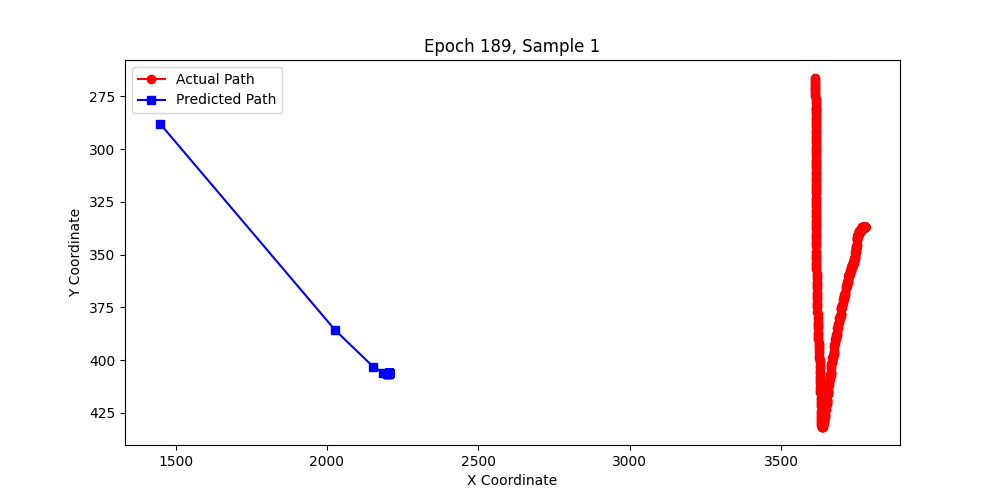 Epoch 189, Sample 1
Actual Path
Predicted Path
Y Coordinate
275
300
325
350
375
400
425
1500
2000
2500
3000
3500
X Coordinate